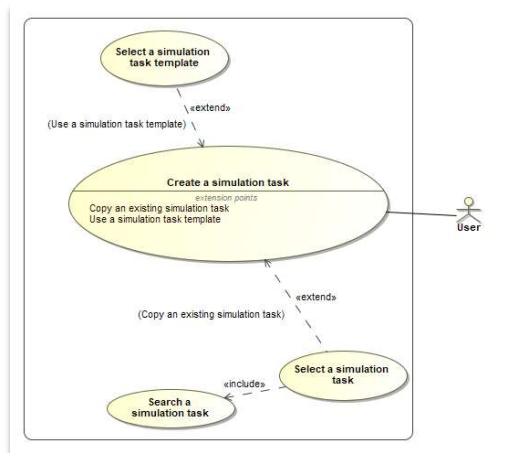 Select a simulation
task template
«extend»
(Use a simulation task template)
Create a simulation task
extension points
Copy an existing simulation task
Use a simulation task template
User
«extend»
(Copy an existing simulation task)
Select a simulation
task
«include»
Search a
simulation task